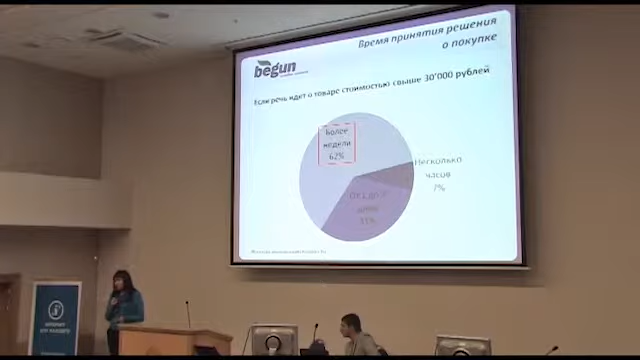 Время принятия решения
о покупке
begun
Если речь идет о товаре стоимостью свыше 30'000 рублей
Более
недели
62%
Несколько
часов
7%
31%